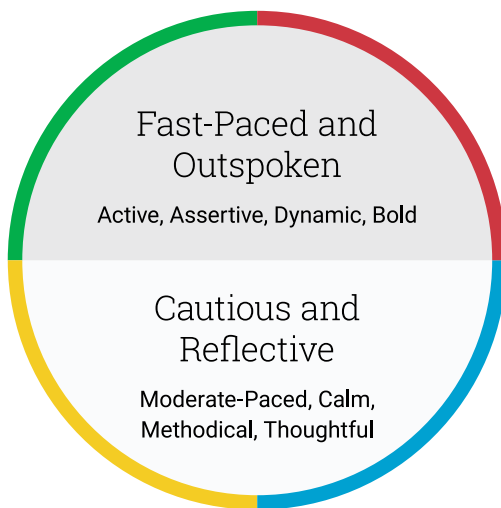 Fast-Paced and
Outspoken
Active, Assertive, Dynamic, Bold
Cautious and
Reflective
Moderate-Paced, Calm,
Methodical, Thoughtful